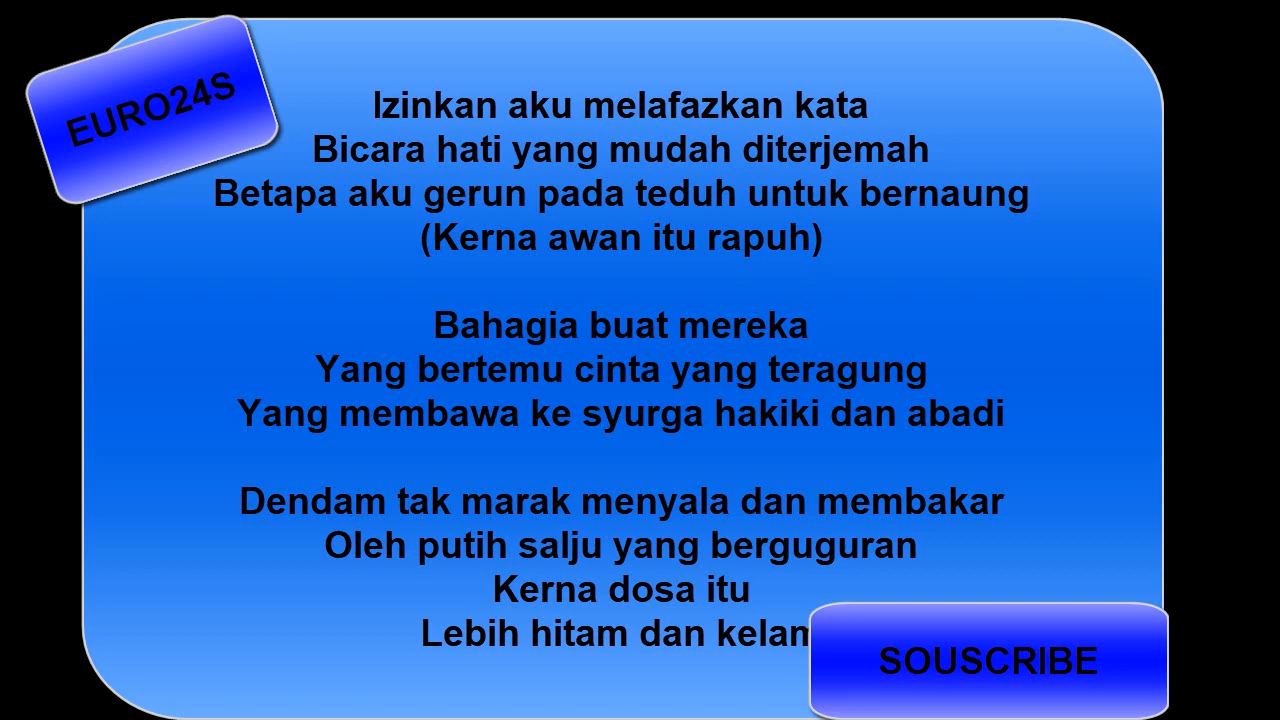 EURO24S
Izinkan aku melafazkan kata
Bicara hati yang mudah diterjemah
Betapa aku gerun pada teduh untuk bernaung
(Kerna awan itu rapuh)
Bahagia buat mereka
Yang bertemu cinta yang teragung
Yang membawa ke syurga hakiki dan abadi
Dendam tak marak menyala dan membakar
Oleh putih salju yang berguguran
Kerna dosa itu
Lebih hitam dan kelam
SOUSCRIBE